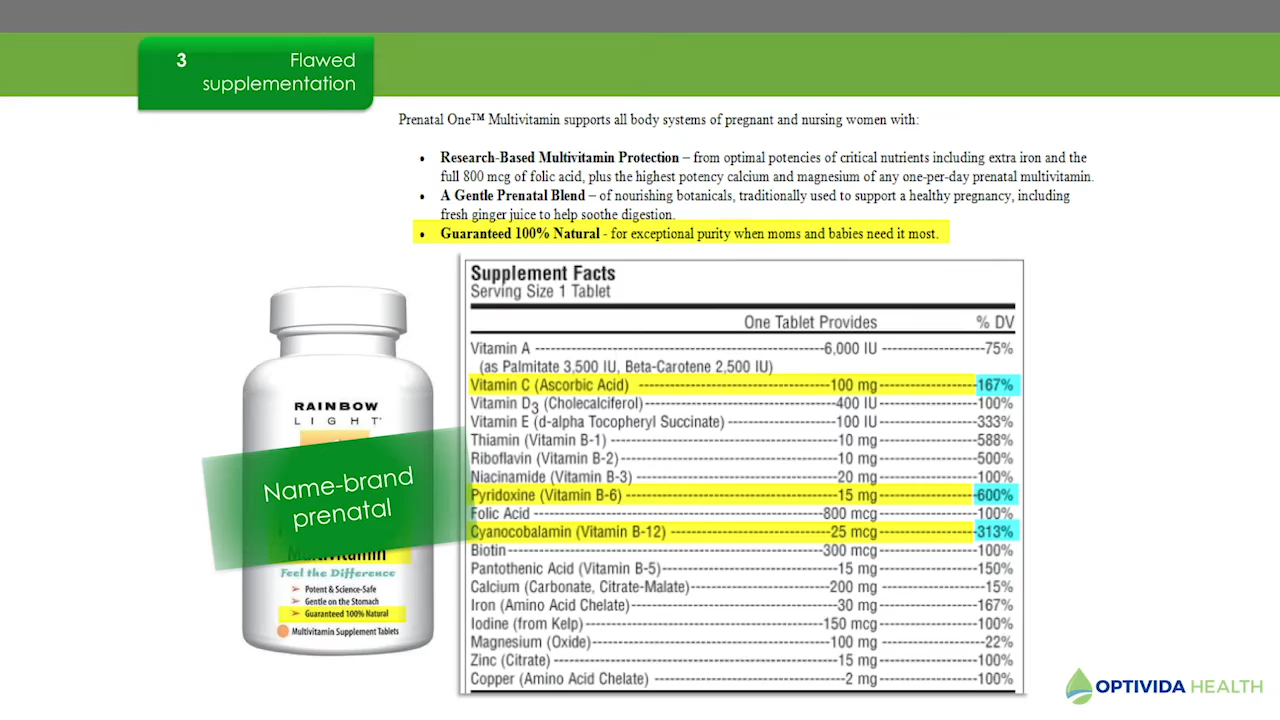 3 Flawed
supplementation
Prenatal One™ Multivitamin supports all body systems of pregnant and nursing women with:
• Research-Based Multivitamin Protection – from optimal potencies of critical nutrients including extra iron and the
full 800 mcg of folic acid, plus the highest potency calcium and magnesium of any one-per-day prenatal multivitamin.
• A Gentle Prenatal Blend – of nourishing botanicals, traditionally used to support a healthy pregnancy, including
fresh ginger juice to help soothe digestion.
• Guaranteed 100% Natural - for exceptional purity when moms and babies need it most.
RAINBOW
LIGHT
Name-brand
prenatal
Multivitamin
Feel the Difference
➢ Potent & Science-Safe
➢ Gentle on the Stomach
➢ Guaranteed 100% Natural
Multivitamin Supplement Tablets
Supplement Facts
Serving Size 1 Tablet
One Tablet Provides % DV
Vitamin A 6,000 IU 75%
(as Palmitate 3,500 IU, Beta-Carotene 2,500 IU)
Vitamin C (Ascorbic Acid) 100 mg 167%
Vitamin D3 (Cholecalciferol) 400 IU 100%
Vitamin E (d-alpha Tocopheryl Succinate) 100 IU 333%
Thiamin (Vitamin B-1) 10 mg 588%
Riboflavin (Vitamin B-2) 10 mg 500%
Niacinamide (Vitamin B-3) 20 mg 100%
Pyridoxine (Vitamin B-6) 15 mg 600%
Folic Acid 800 mcg 100%
Cyanocobalamin (Vitamin B-12) 25 mcg 313%
Biotin 300 mcg 100%
Pantothenic Acid (Vitamin B-5) 15 mg 150%
Calcium (Carbonate, Citrate-Malate) 200 mg 15%
Iron (Amino Acid Chelate) 30 mg 167%
Iodine (from Kelp) 150 mcg 100%
Magnesium (Oxide) 100 mg 22%
Zinc (Citrate) 15 mg 100%
Copper (Amino Acid Chelate) 2 mg 100%
OPTIVIDA HEALTH